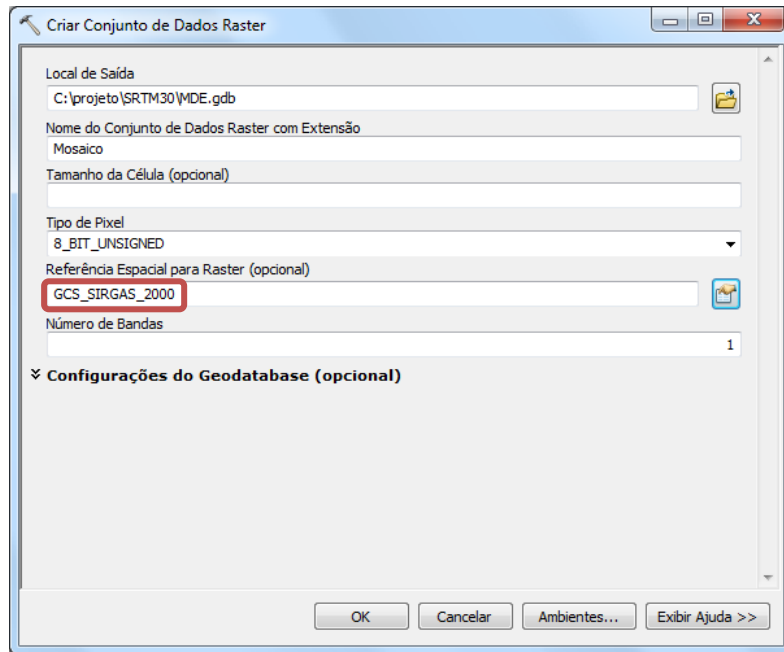 Criar Conjunto de Dados Raster
Local de Saída
C:\projeto\SRTM30\MDE.gdb
Nome do Conjunto de Dados Raster com Extensão
Mosaico
Tamanho da Célula (opcional)
Tipo de Pixel
8_BIT_UNSIGNED
Referência Espacial para Raster (opcional)
GCS_SIRGAS_2000
Número de Bandas
1
Configurações do Geodatabase (opcional)
OK Cancelar Ambientes... Exibir Ajuda >>